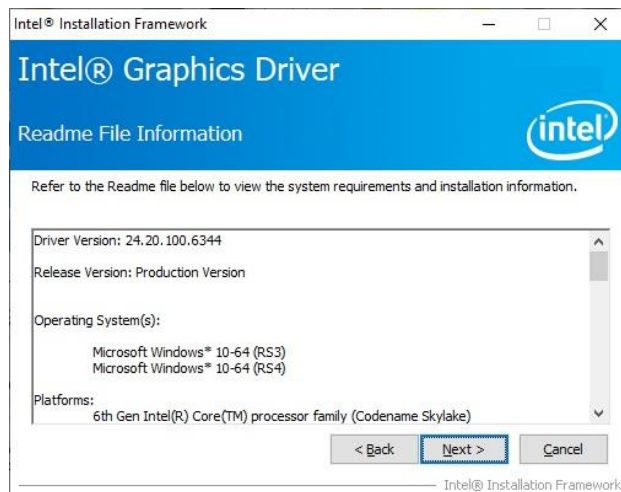 Intel® Installation Framework
Intel® Graphics Driver
Readme File Information
intel
Refer to the Readme file below to view the system requirements and installation information.
Driver Version: 24.20.100.6344
Release Version: Production Version
Operating System(s):
Microsoft Windows* 10-64 (RS3)
Microsoft Windows* 10-64 (RS4)
Platforms:
6th Gen Intel(R) Core(TM) processor family (Codename Skylake)
< Back Next > Cancel
Intel® Installation Framework